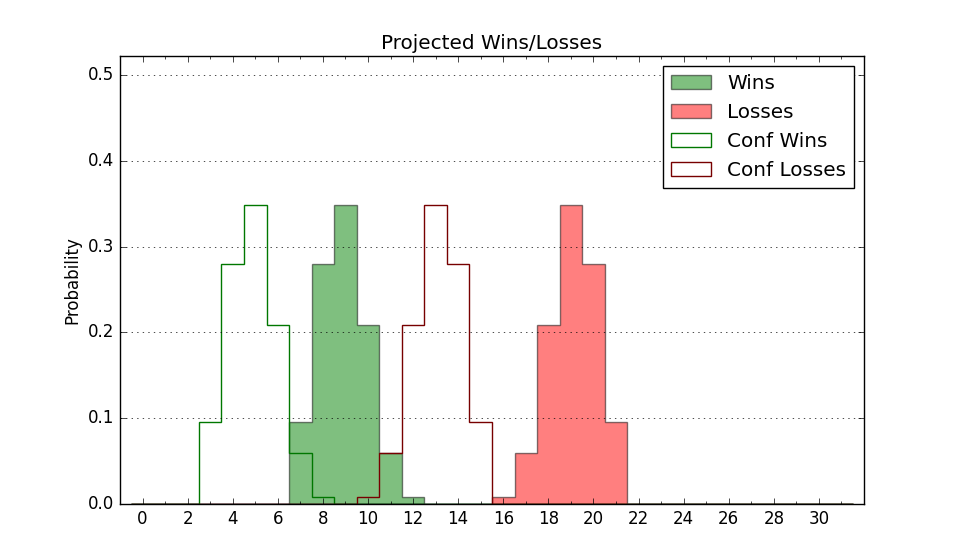 Projected Wins/Losses
Probability
0.5
0.4
0.3
0.2
0.1
0.0
0 2 4 6 8 10 12 14 16 18 20 22 24 26 28 30
Wins
Losses
Conf Wins
Conf Losses